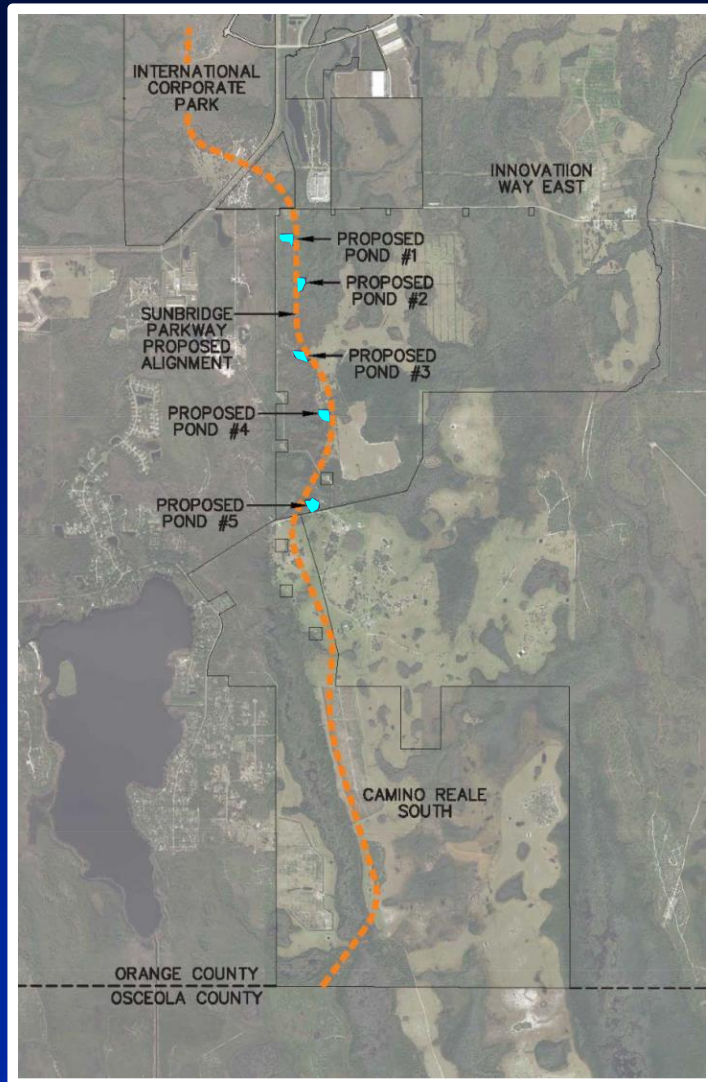 INTERNATIONAL
CORPORATE
PARK
INNOVATIION
WAY EAST
PROPOSED
POND #1
PROPOSED
POND #2
SUNBRIDGE
PARKWAY
PROPOSED
ALIGNMENT
PROPOSED
POND #3
PROPOSED
POND #4
PROPOSED
POND #5
CAMINO REALE
SOUTH
ORANGE COUNTY
OSCEOLA COUNTY